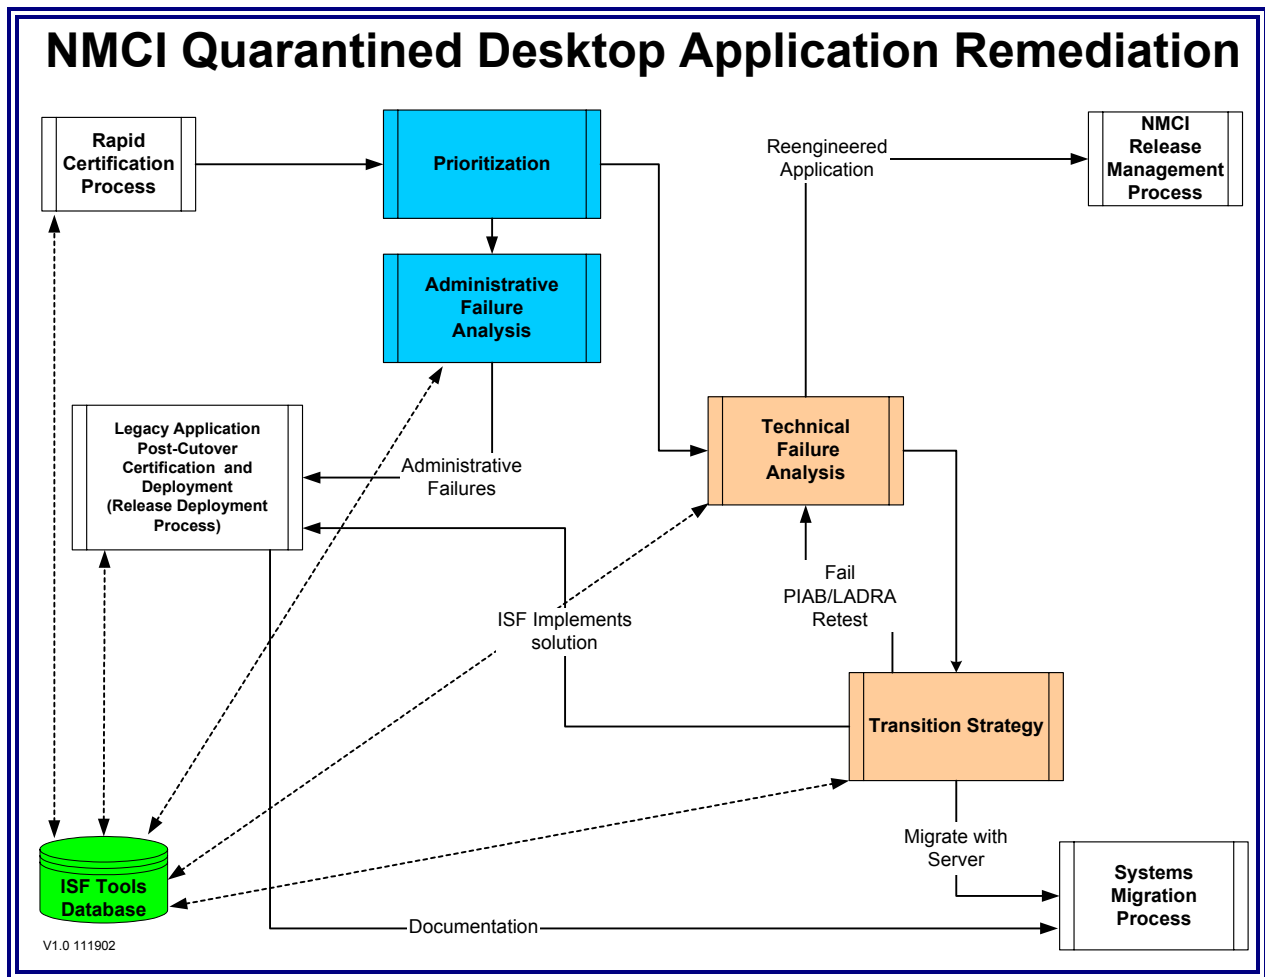 NMCI Quarantined Desktop Application Remediation
Rapid
Certification
Process
Prioritization
Reengineered
Application
NMCI
Release
Management
Process
Administrative
Failure
Analysis
Legacy Application
Post-Cutover
Certification and
Deployment
(Release Deployment
Process)
Administrative
Failures
Technical
Failure
Analysis
Fail
PIAB/LADRA
Retest
ISF Implements
solution
Transition Strategy
Migrate with
Server
Systems
Migration
Process
ISF Tools
Database
Documentation
V1.0 111902